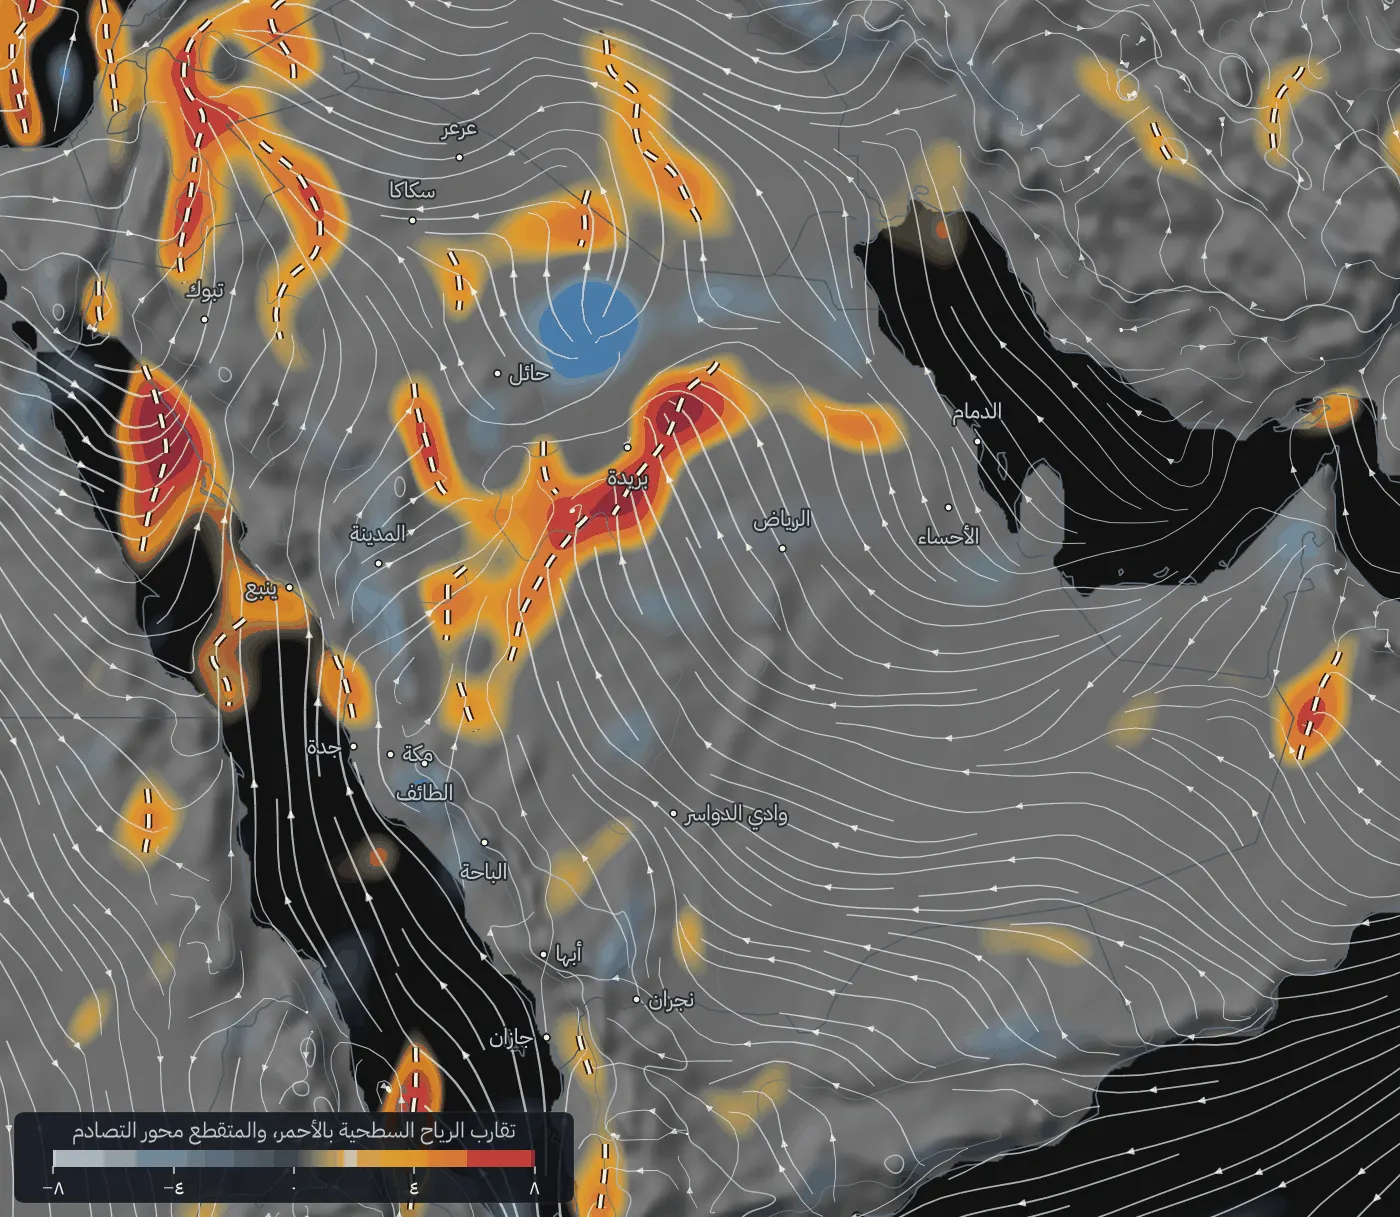 عرعر
سكاكا
تبوك
حائل
الدمام
بريدة
الرياض
المدينة
الأحساء
ينبع
جدة
مكة
الطائف
وادي الدواسر
الباحة
أبها
نجران
جازان
تقارب الرياح السطحية بالأحمر، والمتقطع محور التصادم
−٨ −٤ ٠ ٤ ٨